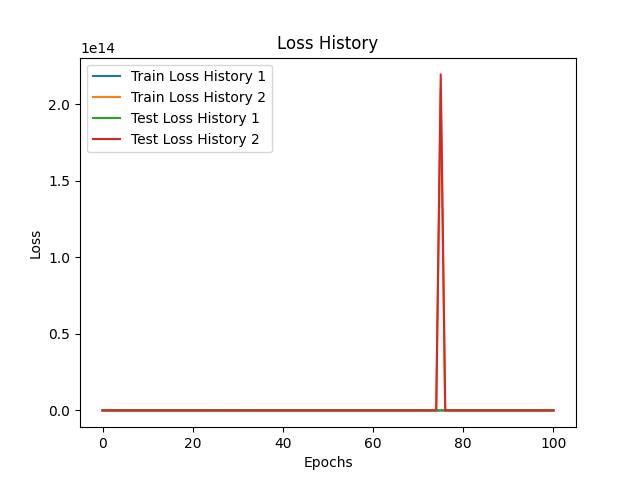 Loss History
1e14
Train Loss History 1
Train Loss History 2
Test Loss History 1
Test Loss History 2
2.0
1.5
1.0
0.5
0.0
Loss
0 20 40 60 80 100
Epochs